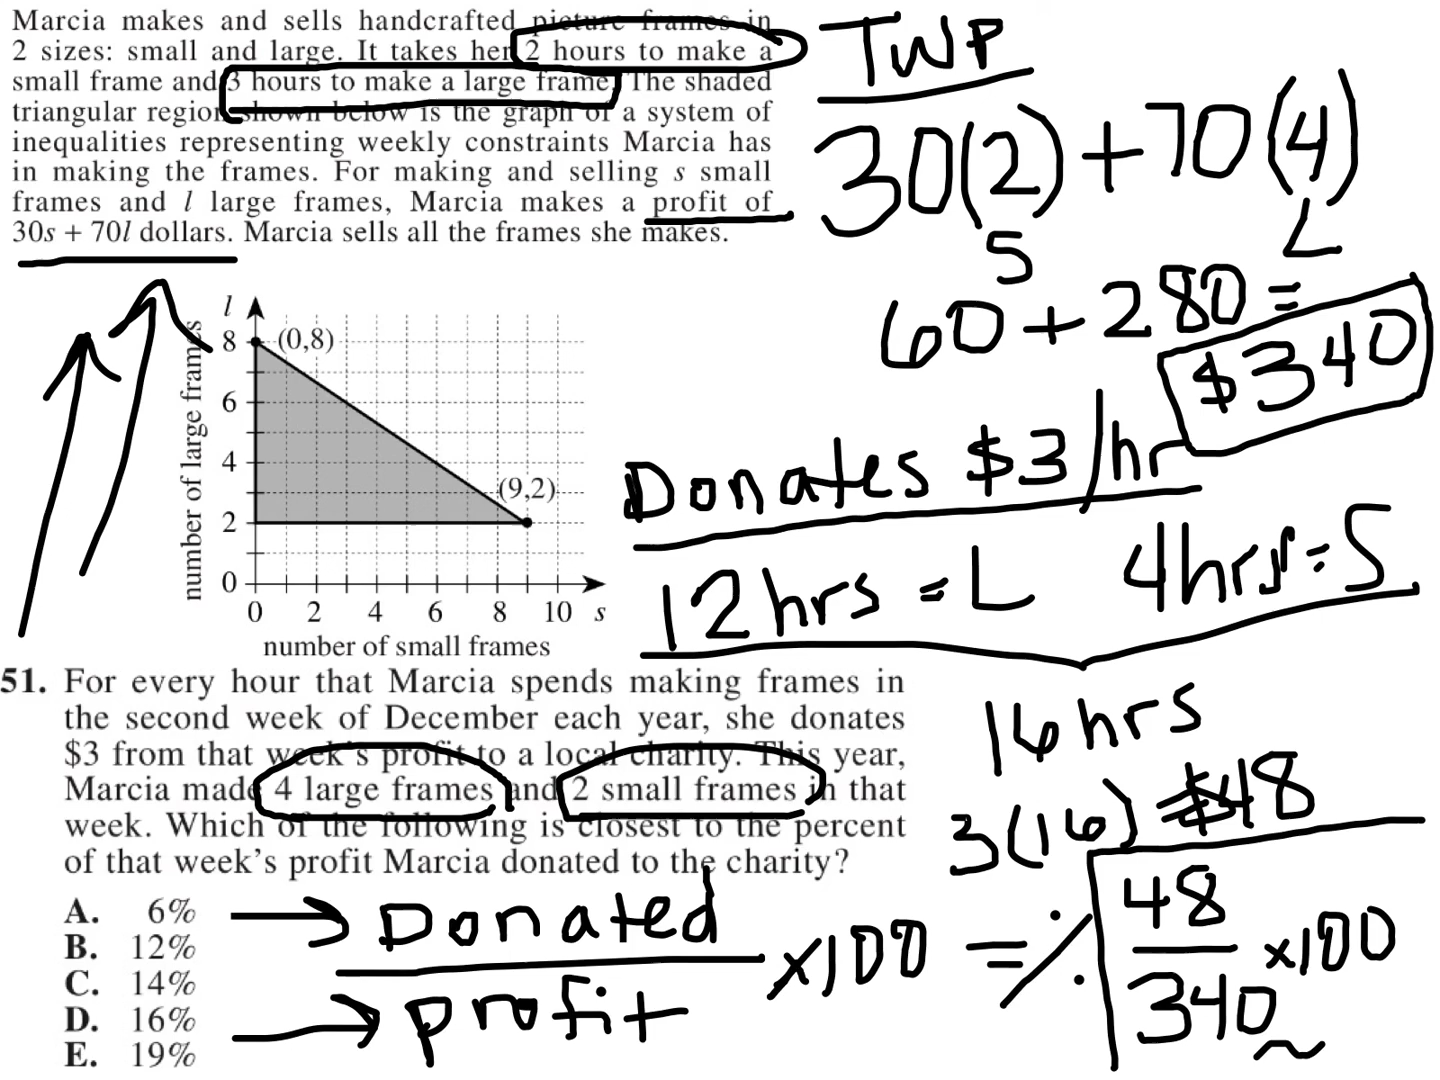 Marcia makes and sells handcrafted picture frames in
2 sizes: small and large. It takes her 2 hours to make a
small frame and 3 hours to make a large frame. The shaded
triangular region shown below is the graph of a system of
inequalities representing weekly constraints Marcia has
in making the frames. For making and selling s small
frames and l large frames, Marcia makes a profit of
30s + 70l dollars. Marcia sells all the frames she makes.
TWP
30(2)+70(4)
S L
60+280=
$340
l
8
6
4
2
0
(0,8)
(9,2)
number of large frames
0 2 4 6 8 10 s
number of small frames
Donates $3/hr
12hrs = L 4hrs = S
16hrs
3(16) = $48
51. For every hour that Marcia spends making frames in
the second week of December each year, she donates
$3 from that week's profit to a local charity. This year,
Marcia made 4 large frames and 2 small frames in that
week. Which of the following is closest to the percent
of that week's profit Marcia donated to the charity?
A. 6%
B. 12%
C. 14%
D. 16%
E. 19%
Donated
profit
×100 = %
48
340
×100